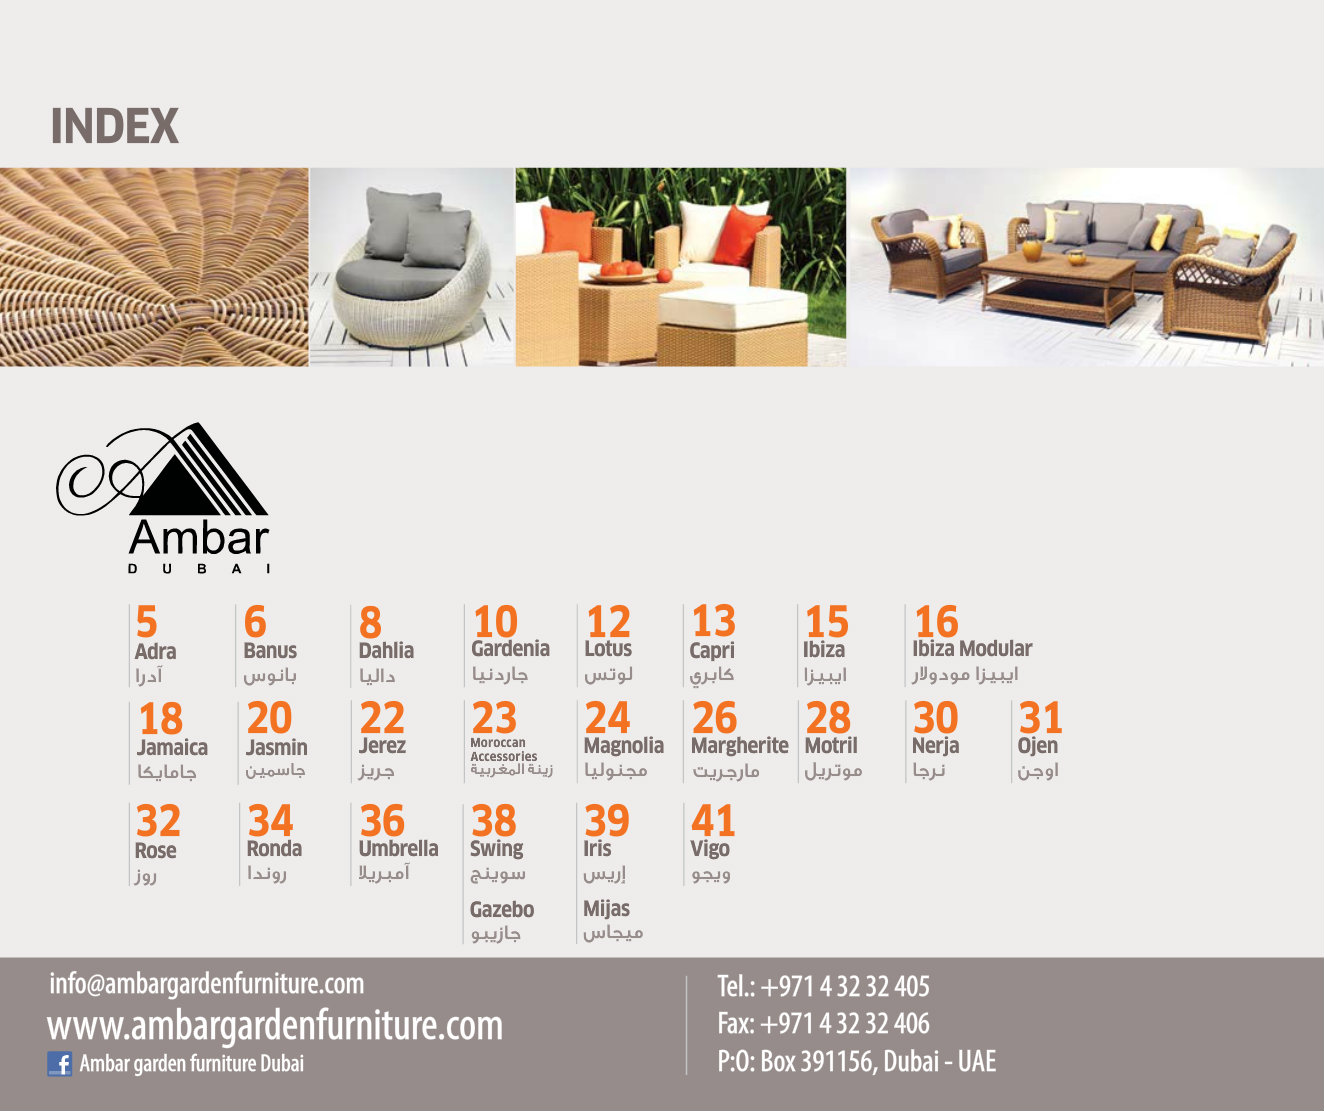 INDEX
Ambar
DUBAI
5
Adra
آدرا
6
Banus
بانوس
8
Dahlia
داليا
10
Gardenia
جاردنيا
12
Lotus
لوتس
13
Capri
كابري
15
Ibiza
ايبيزا
16
Ibiza Modular
ايبيزا مودولار
18
Jamaica
جامايكا
20
Jasmin
جاسمين
22
Jerez
جريز
23
Moroccan
Accessories
زينة المغربية
24
Magnolia
مجنوليا
26
Margherite
مارجريت
28
Motril
موتريل
30
Nerja
نرجا
31
Ojen
اوجن
32
Rose
روز
34
Ronda
روندا
36
Umbrella
آمبريلا
38
Swing
سوينج
Gazebo
جازيبو
39
Iris
إريس
Mijas
ميجاس
41
Vigo
ويجو
info@ambargardenfurniture.com
www.ambargardenfurniture.com
f Ambar garden furniture Dubai
Tel.: +971 4 32 32 405
Fax: +971 4 32 32 406
P:O: Box 391156, Dubai - UAE